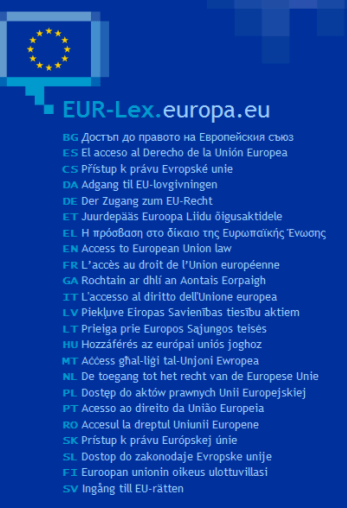 EUR-Lex.europa.eu
BG Достъп до правото на Европейския съюз
ES El acceso al Derecho de la Unión Europea
CS Přístup k právu Evropské unie
DA Adgang til EU-lovgivningen
DE Der Zugang zum EU-Recht
ET Juurdepääs Euroopa Liidu õigusaktidele
EL Η πρόσβαση στο δίκαιο της Ευρωπαϊκής Ένωσης
EN Access to European Union law
FR L'accès au droit de l'Union européenne
GA Rochtain ar dhlí an Aontais Eorpaigh
IT L'accesso al diritto dell'Unione europea
LV Piekļuve Eiropas Savienības tiesību aktiem
LT Prieiga prie Europos Sąjungos teisės
HU Hozzáférés az európai uniós joghoz
MT Aċċess għal-liġi tal-Unjoni Ewropea
NL De toegang tot het recht van de Europese Unie
PL Dostęp do aktów prawnych Unii Europejskiej
PT Acesso ao direito da União Europeia
RO Accesul la dreptul Uniunii Europene
SK Prístup k právu Európskej únie
SL Dostop do zakonodaje Evropske unije
FI Euroopan unionin oikeus ulottuvillasi
SV Ingång till EU-rätten